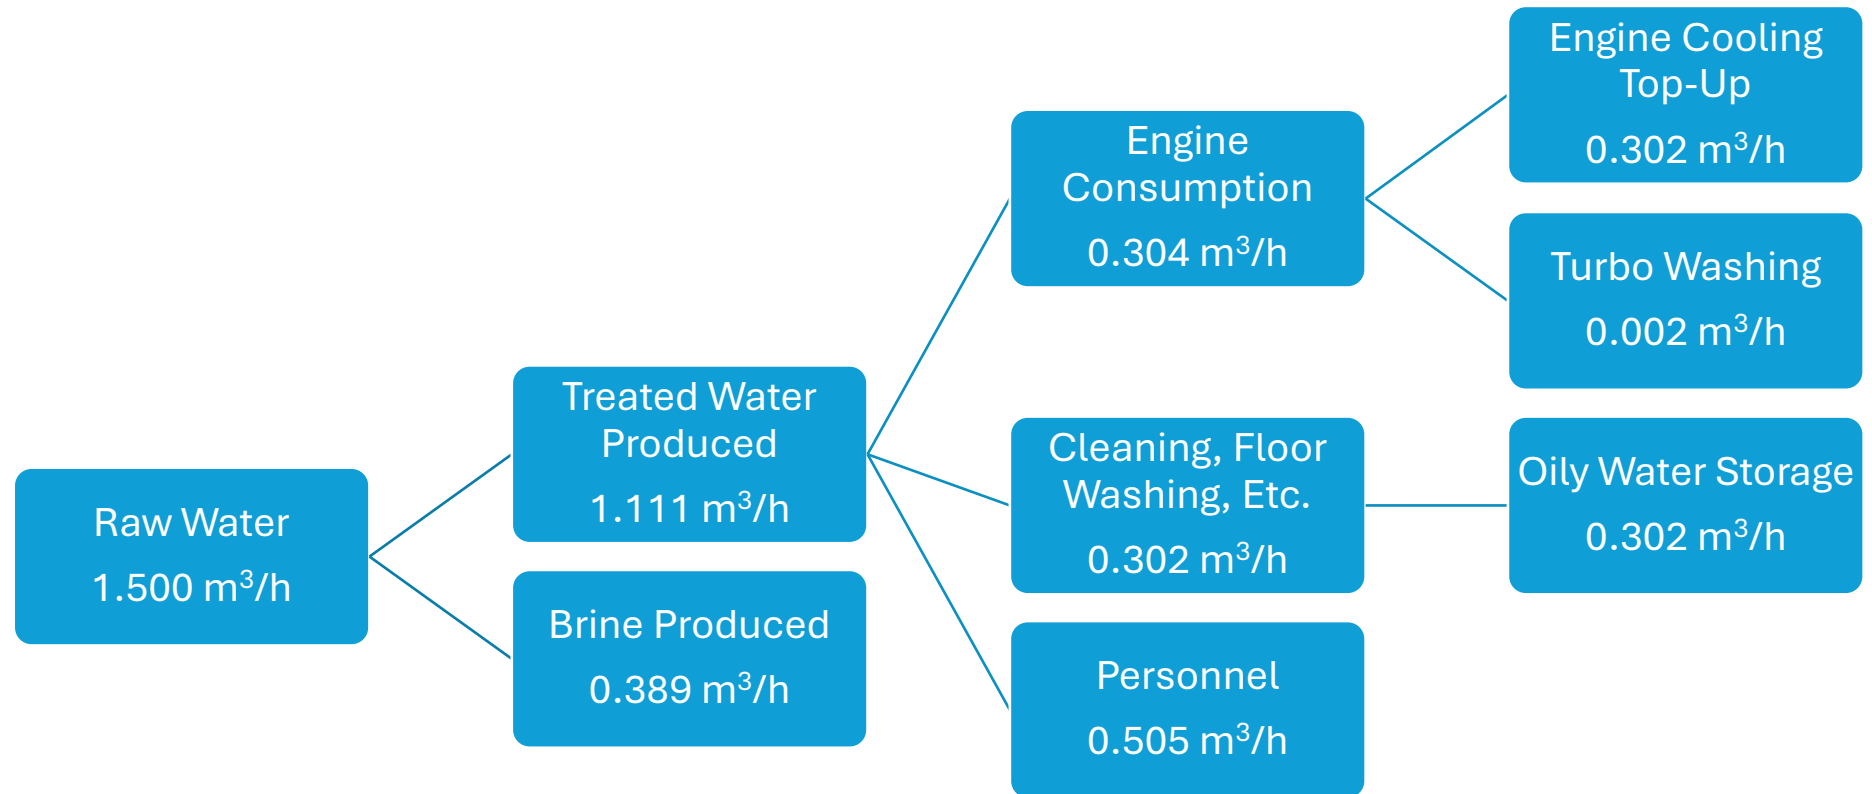 Raw Water
1.500 m³/h
Treated Water
Produced
1.111 m³/h
Brine Produced
0.389 m³/h
Engine
Consumption
0.304 m³/h
Cleaning, Floor
Washing, Etc.
0.302 m³/h
Personnel
0.505 m³/h
Engine Cooling
Top-Up
0.302 m³/h
Turbo Washing
0.002 m³/h
Oily Water Storage
0.302 m³/h